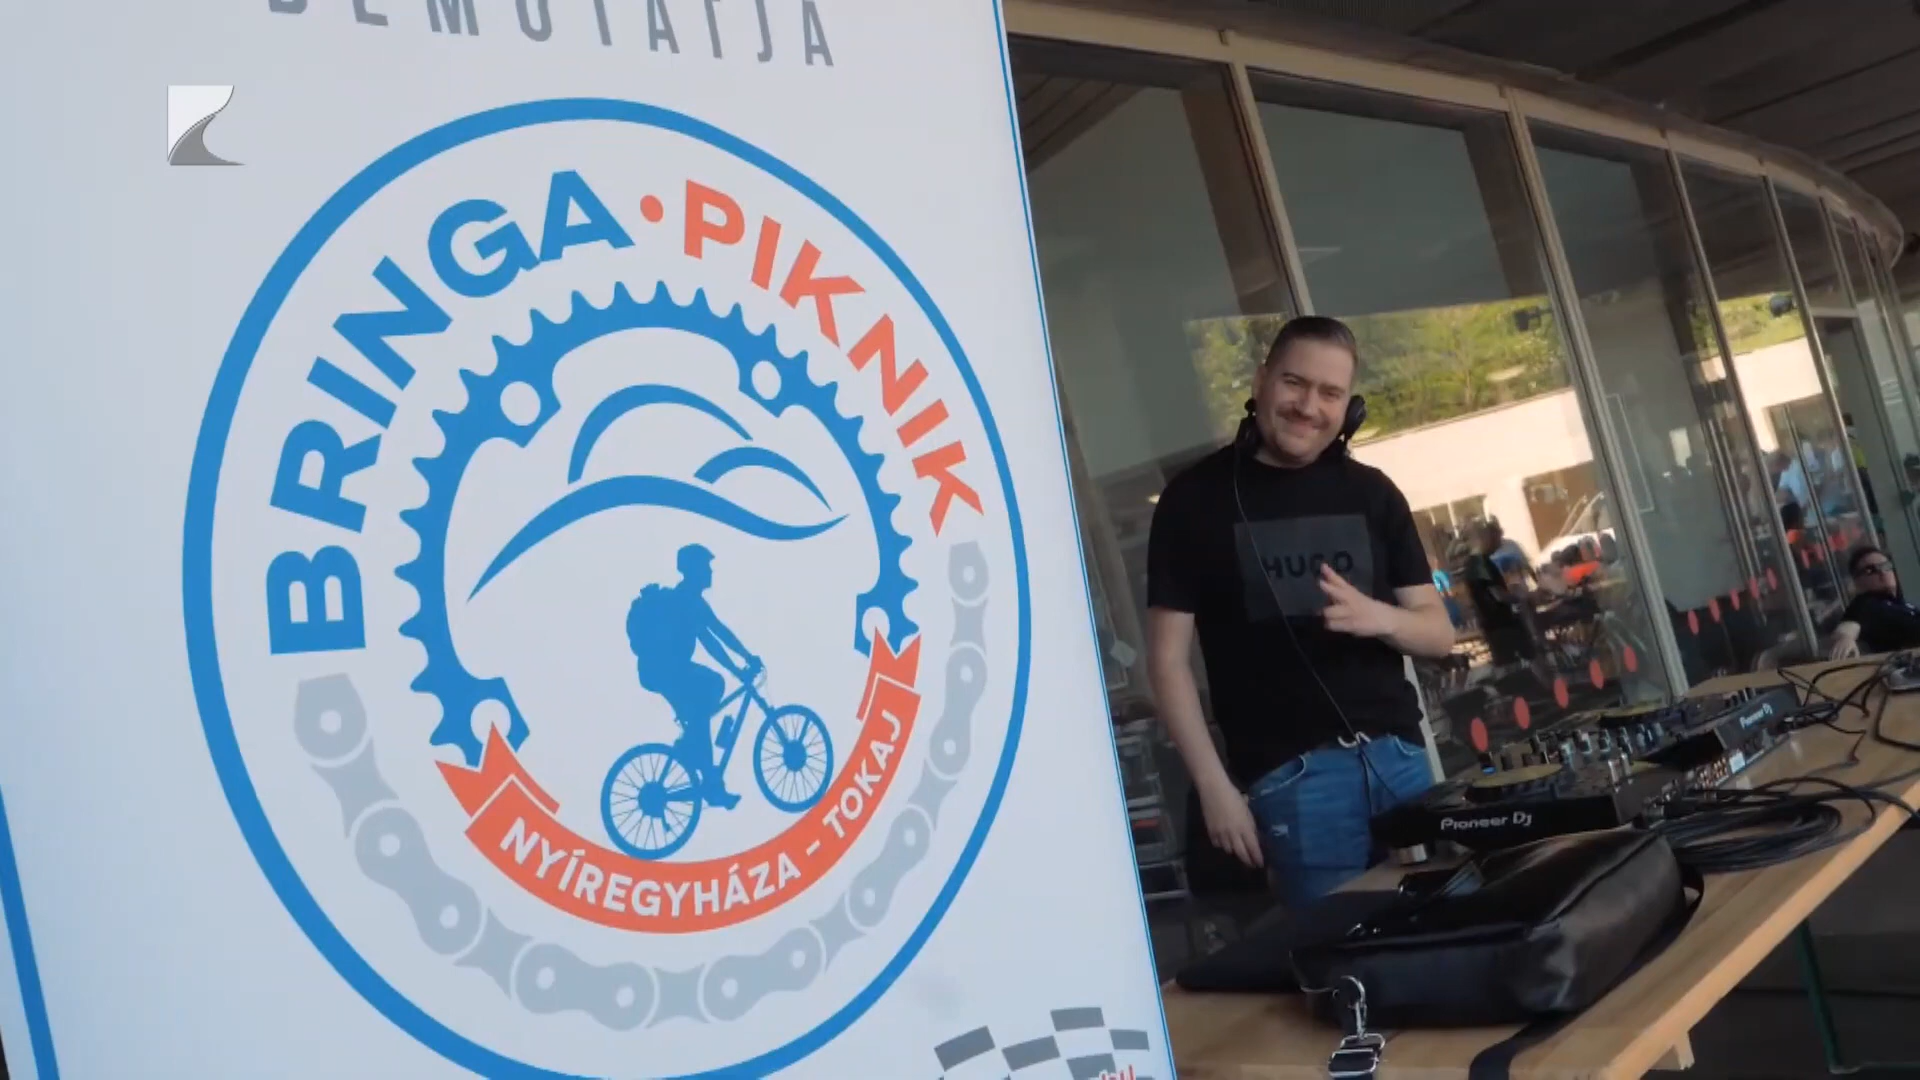 BEMUTATJA
BRINGA • PIKNIK
NYÍREGYHÁZA – TOKAJ
HUGO
Pioneer Dj
Pioneer Dj